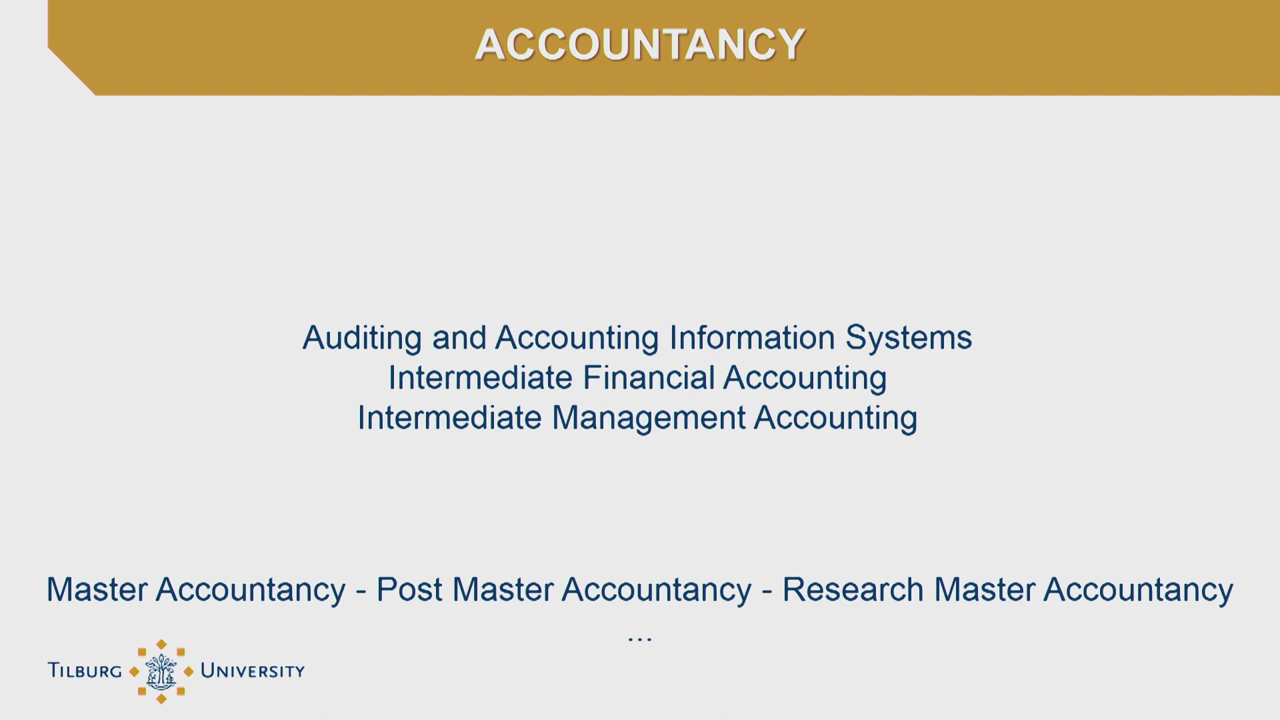 ACCOUNTANCY
Auditing and Accounting Information Systems
Intermediate Financial Accounting
Intermediate Management Accounting
Master Accountancy - Post Master Accountancy - Research Master Accountancy
...
TILBURG UNIVERSITY